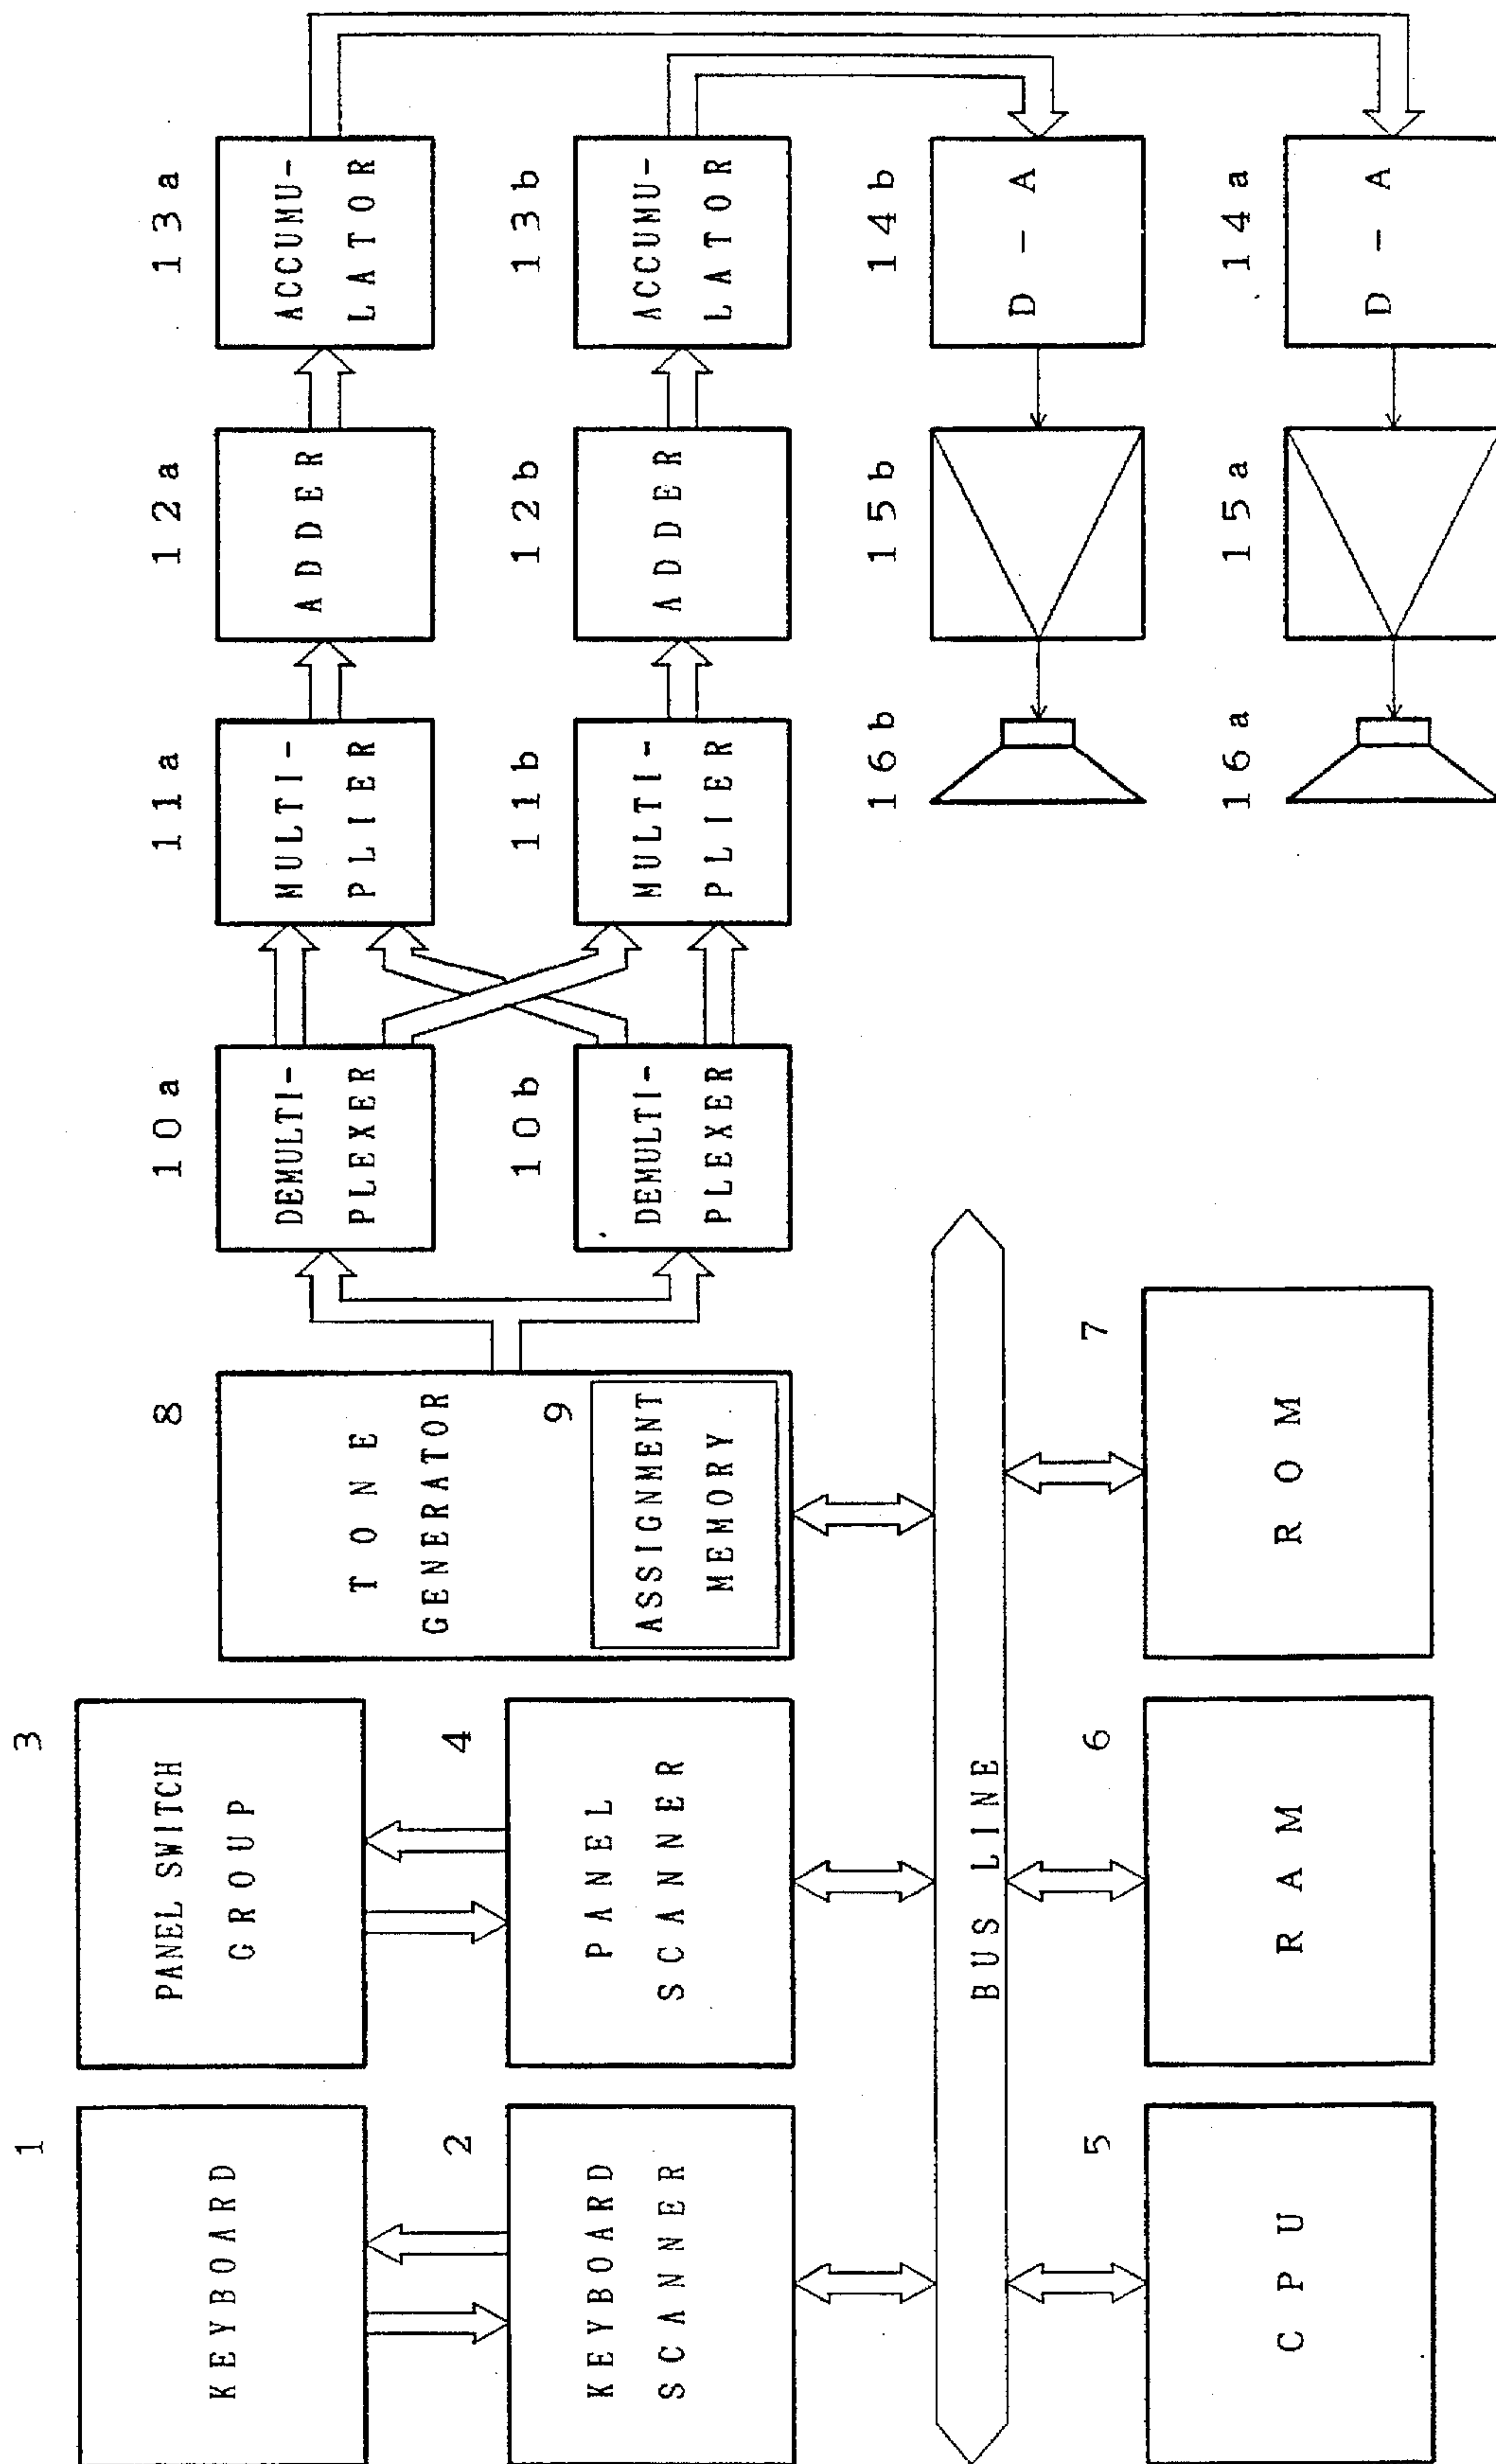 1
KEYBOARD
2
KEYBOARD
SCANNER
3
PANEL SWITCH
GROUP
4
PANEL
SCANNER
8
TONE
GENERATOR
9
ASSIGNMENT
MEMORY
10a
DEMULTI-
PLEXER
10b
DEMULTI-
PLEXER
11a
MULTI-
PLIER
11b
MULTI-
PLIER
12a
ADDER
12b
ADDER
13a
ACCUMU-
LATOR
13b
ACCUMU-
LATOR
BUS LINE
5
CPU
6
RAM
7
ROM
16b
15b
14b
D-A
16a
15a
14a
D-A